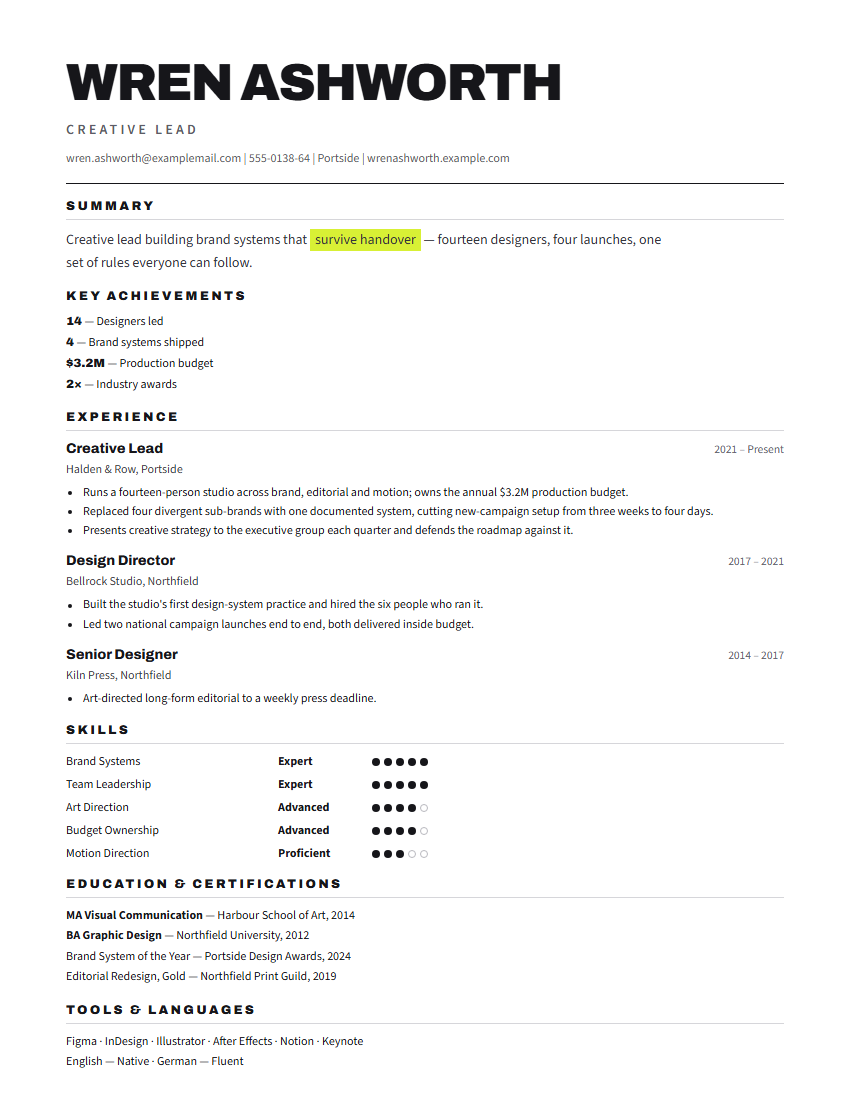 WREN ASHWORTH
CREATIVE LEAD
wren.ashworth@examplemail.com | 555-0138-64 | Portside | wrenashworth.example.com
SUMMARY
Creative lead building brand systems that survive handover — fourteen designers, four launches, one
set of rules everyone can follow.
KEY ACHIEVEMENTS
14 — Designers led
4 — Brand systems shipped
$3.2M — Production budget
2× — Industry awards
EXPERIENCE
Creative Lead 2021 – Present
Halden & Row, Portside
• Runs a fourteen-person studio across brand, editorial and motion; owns the annual $3.2M production budget.
• Replaced four divergent sub-brands with one documented system, cutting new-campaign setup from three weeks to four days.
• Presents creative strategy to the executive group each quarter and defends the roadmap against it.
Design Director 2017 – 2021
Bellrock Studio, Northfield
• Built the studio's first design-system practice and hired the six people who ran it.
• Led two national campaign launches end to end, both delivered inside budget.
Senior Designer 2014 – 2017
Kiln Press, Northfield
• Art-directed long-form editorial to a weekly press deadline.
SKILLS
Brand Systems Expert ●●●●●
Team Leadership Expert ●●●●●
Art Direction Advanced ●●●●○
Budget Ownership Advanced ●●●●○
Motion Direction Proficient ●●●○○
EDUCATION & CERTIFICATIONS
MA Visual Communication — Harbour School of Art, 2014
BA Graphic Design — Northfield University, 2012
Brand System of the Year — Portside Design Awards, 2024
Editorial Redesign, Gold — Northfield Print Guild, 2019
TOOLS & LANGUAGES
Figma · InDesign · Illustrator · After Effects · Notion · Keynote
English — Native · German — Fluent